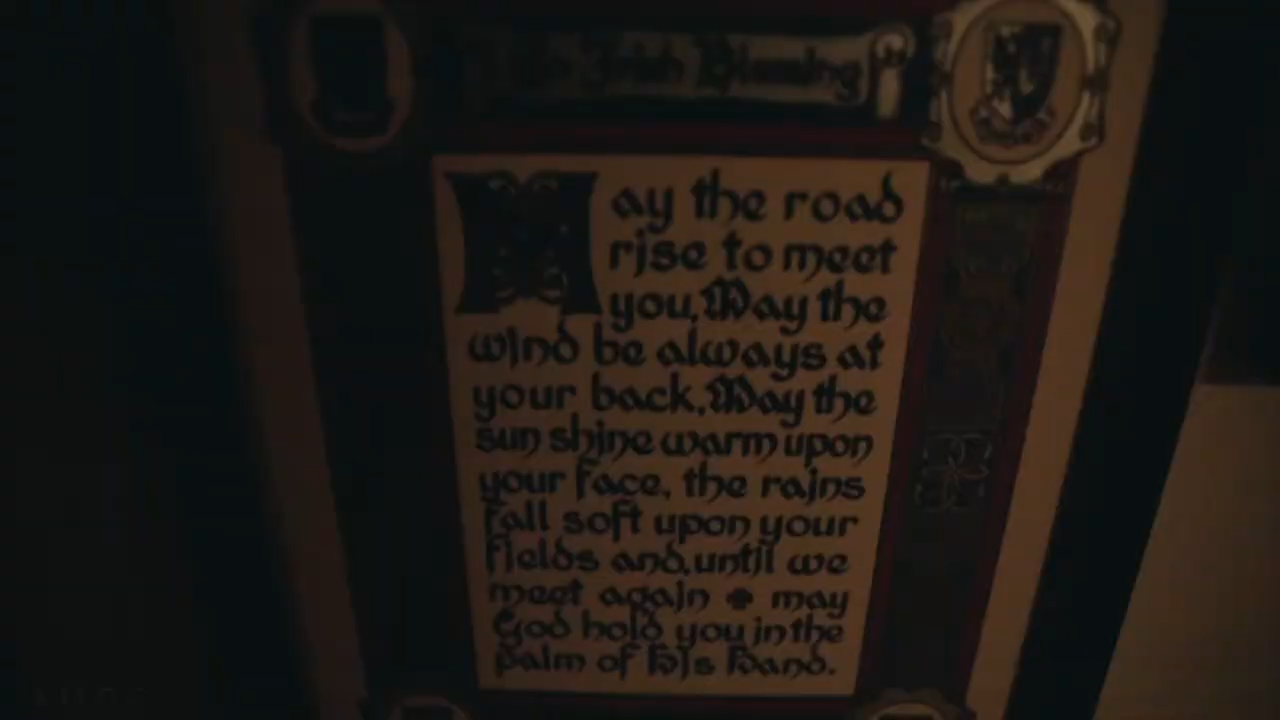 Irish Blessing
May the road
rise to meet
you, May the
wind be always at
your back, May the
sun shine warm upon
your face, the rains
fall soft upon your
fields and, until we
meet again may
God hold you in the
palm of His Hand.